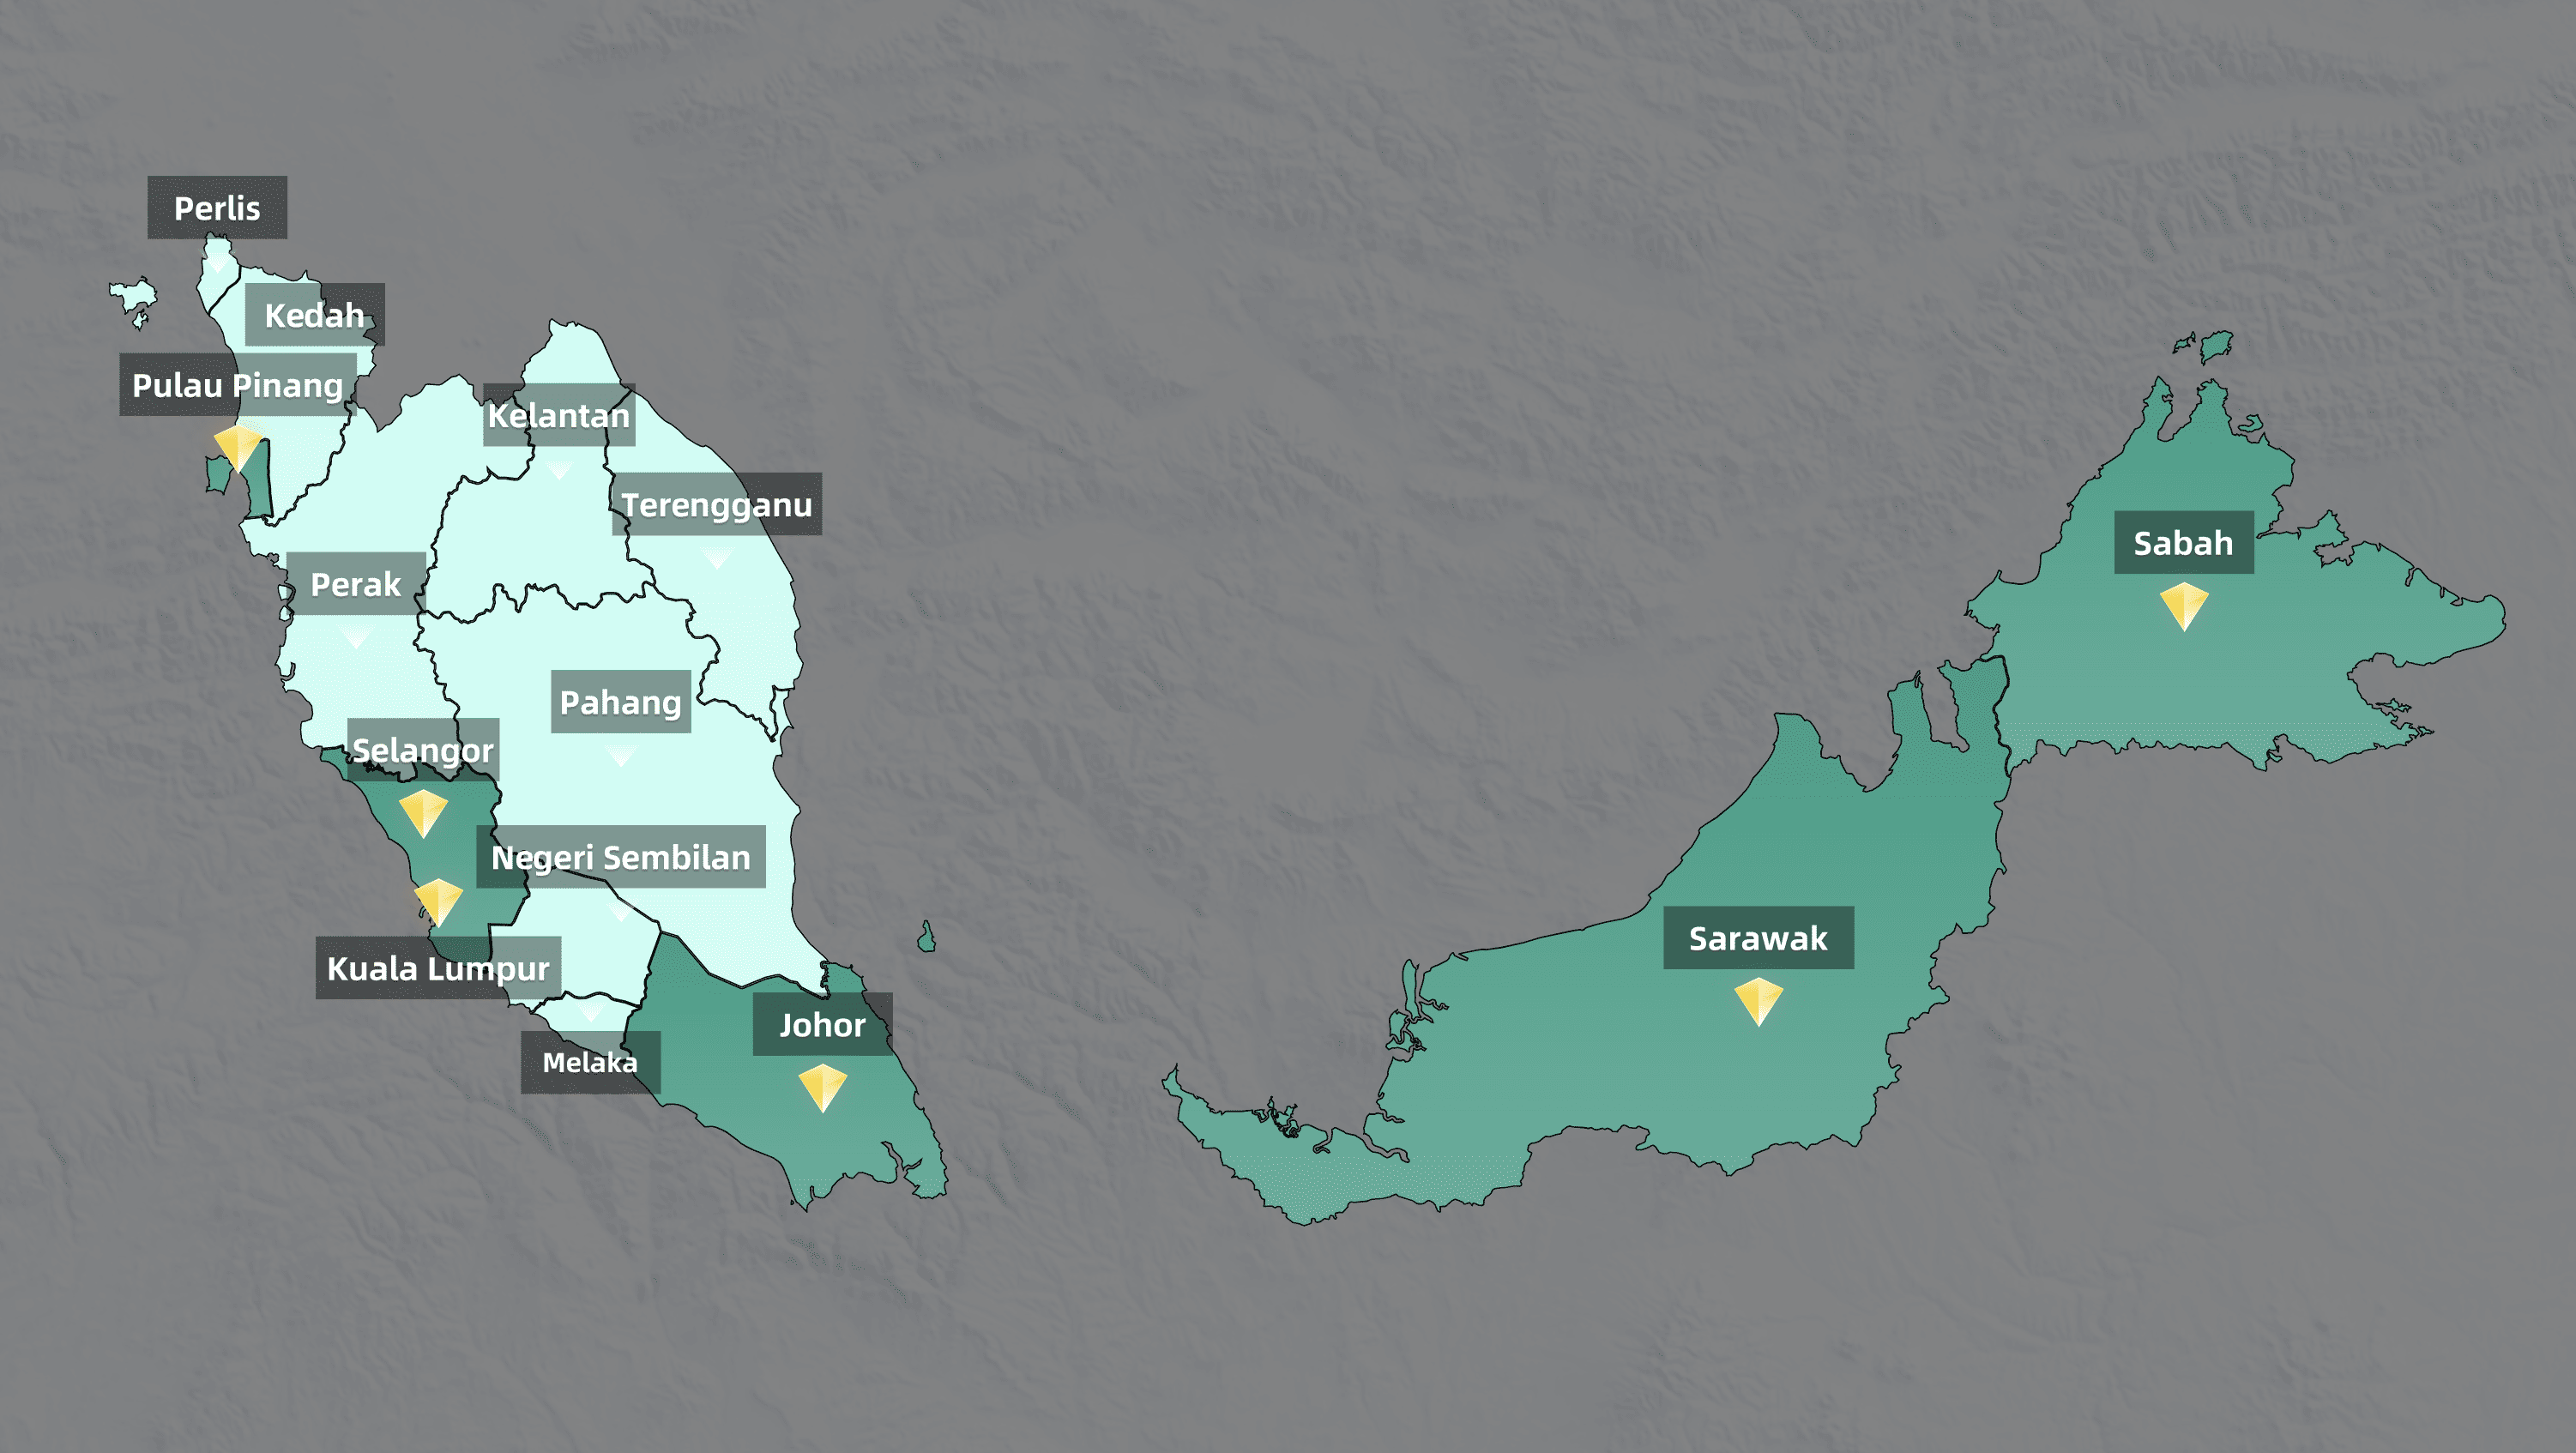 Perlis
Kedah
Pulau Pinang
Kelantan
Terengganu
Perak
Pahang
Selangor
Negeri Sembilan
Kuala Lumpur
Johor
Melaka
Sabah
Sarawak